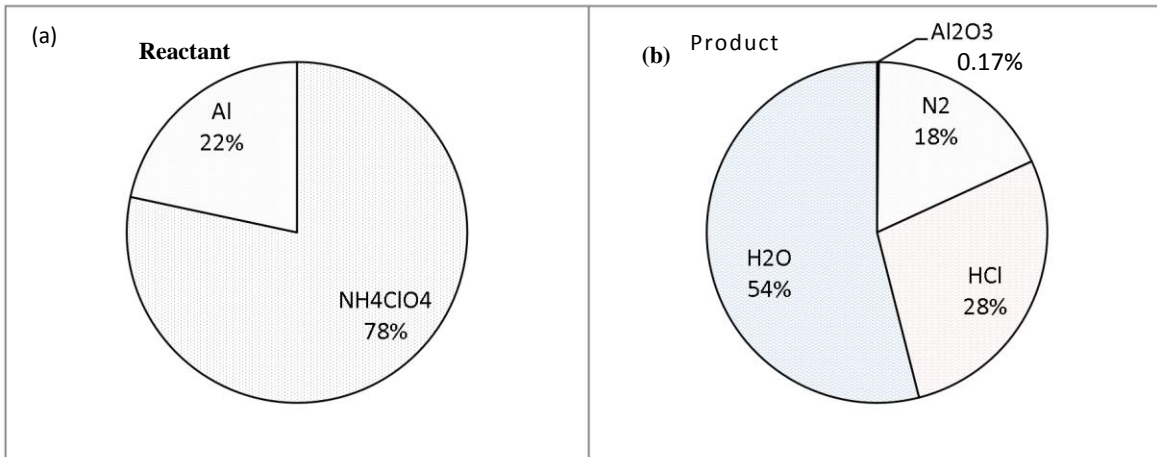 (a)
Reactant
Al
22%
NH4ClO4
78%
(b) Product
Al2O3
0.17%
N2
18%
HCl
28%
H2O
54%